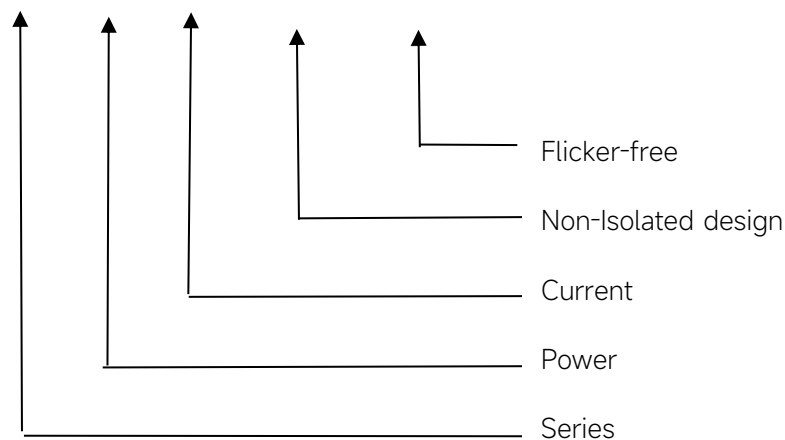 Flicker-free
Non-Isolated design
Current
Power
Series